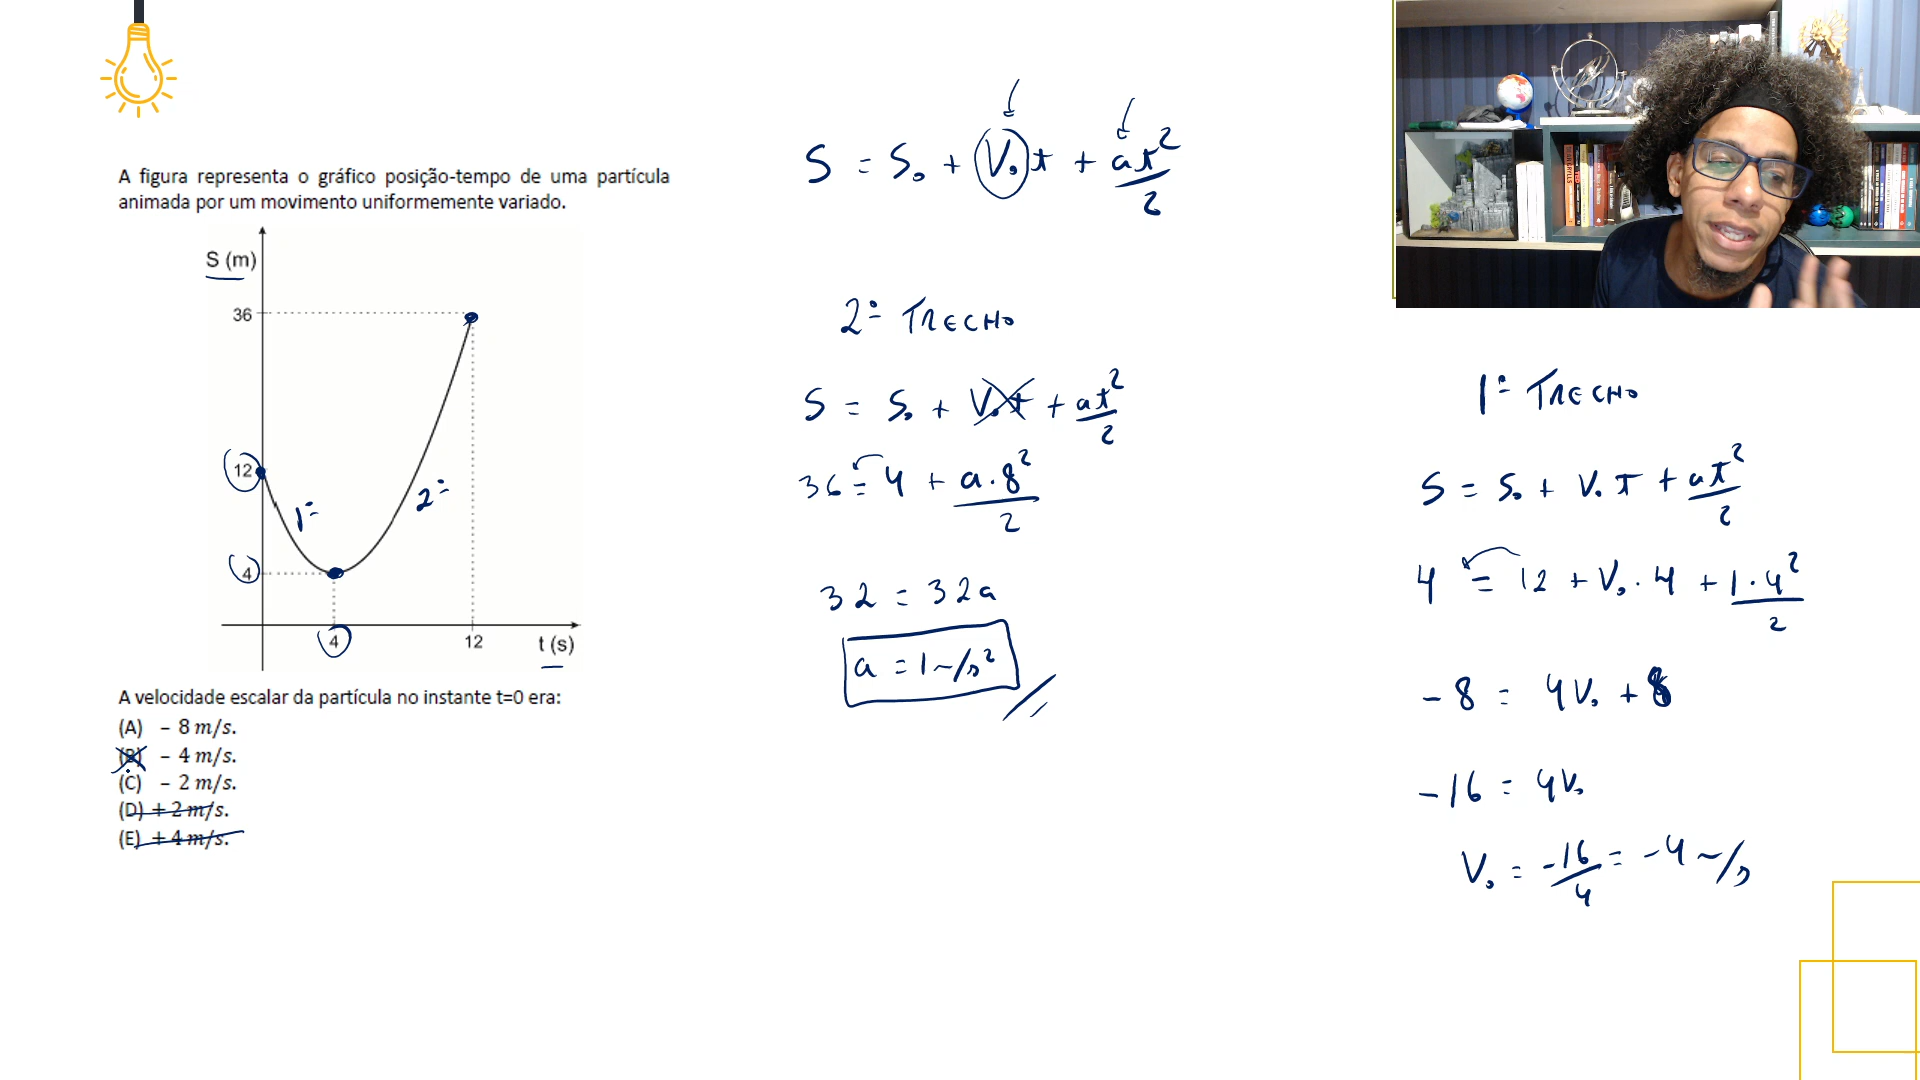 A figura representa o gráfico posição-tempo de uma partícula
animada por um movimento uniformemente variado.
S (m)
36
12
4
1º
2º
4
12
t (s)
A velocidade escalar da partícula no instante t=0 era:
(A) – 8 m/s.
(B) – 4 m/s.
(C) – 2 m/s.
(D) + 2 m/s.
(E) + 4 m/s.
S = S₀ + V₀t + at²/2
2º TRECHO
S = S₀ + V₀t + at²/2
36 = 4 + a·8²/2
32 = 32a
a = 1 m/s²
1º TRECHO
S = S₀ + V₀t + at²/2
4 = 12 + V₀·4 + 1·4²/2
-8 = 4V₀ + 8
-16 = 4V₀
V₀ = -16/4 = -4 m/s